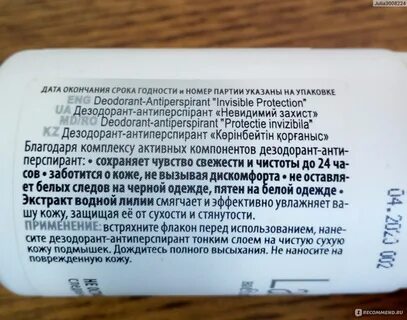 Julia3008224
ДАТА ОКОНЧАНИЯ СРОКА ГОДНОСТИ и НОМЕР ПАРТИИ УКАЗАНЫ НА УПАКОВКЕ
ENG Deodorant-Antiperspirant "Invisible Protection"
UA Дезодорант-антиперспірант «Невидимий захист»
MD/RO Deodorant-antiperspirant "Protectie invizibila"
KZ Дезодорант-антиперспирант «Көрінбейтін қорғаныс»
Благодаря комплексу активных компонентов дезодорант-анти-
перспирант: • сохраняет чувство свежести и чистоты до 24 ча-
сов • заботится о коже, не вызывая дискомфорта • не оставля-
ет белых следов на черной одежде, пятен на белой одежде •
Экстракт водной лилии смягчает и эффективно увлажняет ва-
шу кожу, защищая её от сухости и стянутости.
ПРИМЕНЕНИЕ: встряхните флакон перед использованием, нане-
сите дезодорант-антиперспирант тонким слоем на чистую сухую
кожу подмышек. Дождитесь полного высыхания. Не наносите на
поврежденную кожу.
002
IRECOMMEND.RU